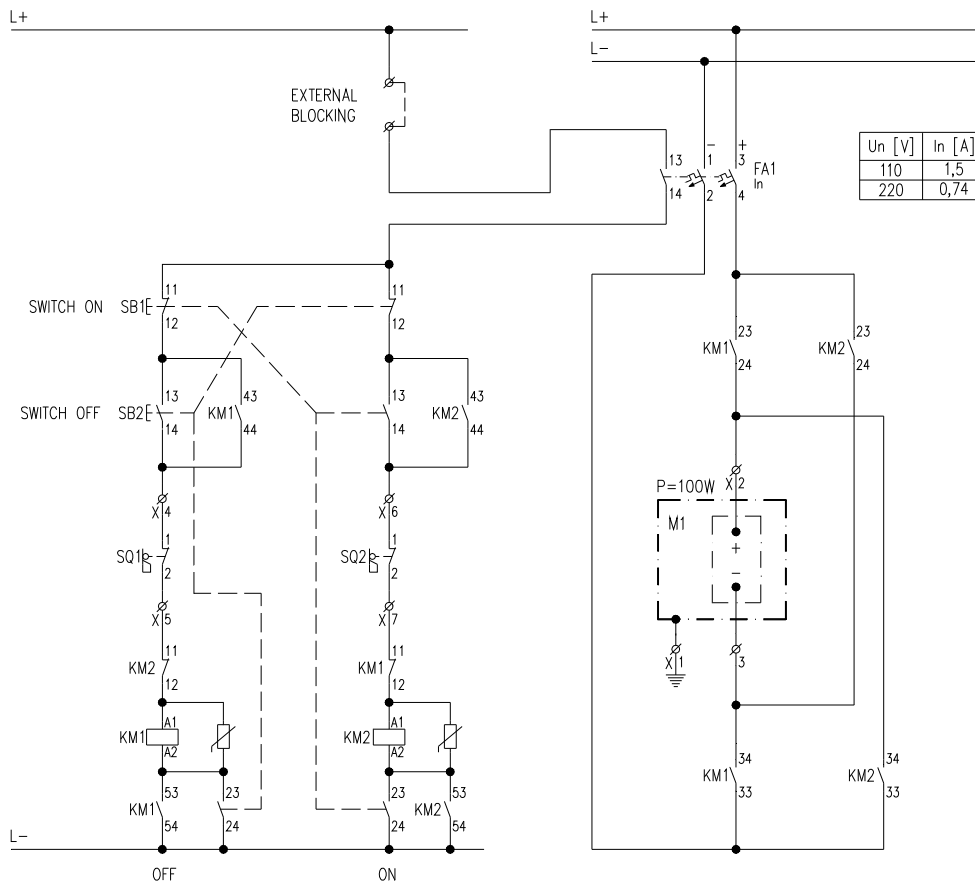 L+
L+
L-
EXTERNAL
BLOCKING
Un [V] In [A]
110 1,5
220 0,74
13
14
- +
1 3
2 4
FA1
In
11
12
SWITCH ON SB1
11
12
23
24
KM1
23
24
KM2
13
14
SWITCH OFF SB2
43
44
KM1
13
14
43
44
KM2
X 4
X 6
P=100W
X 2
M1
+
-
SQ1
1
2
SQ2
1
2
X 5
X 7
X 1
3
KM2
11
12
KM1
11
12
KM1
A1
A2
KM2
A1
A2
KM1
53
54
23
24
23
24
KM2
53
54
KM1
34
33
KM2
34
33
L-
OFF
ON